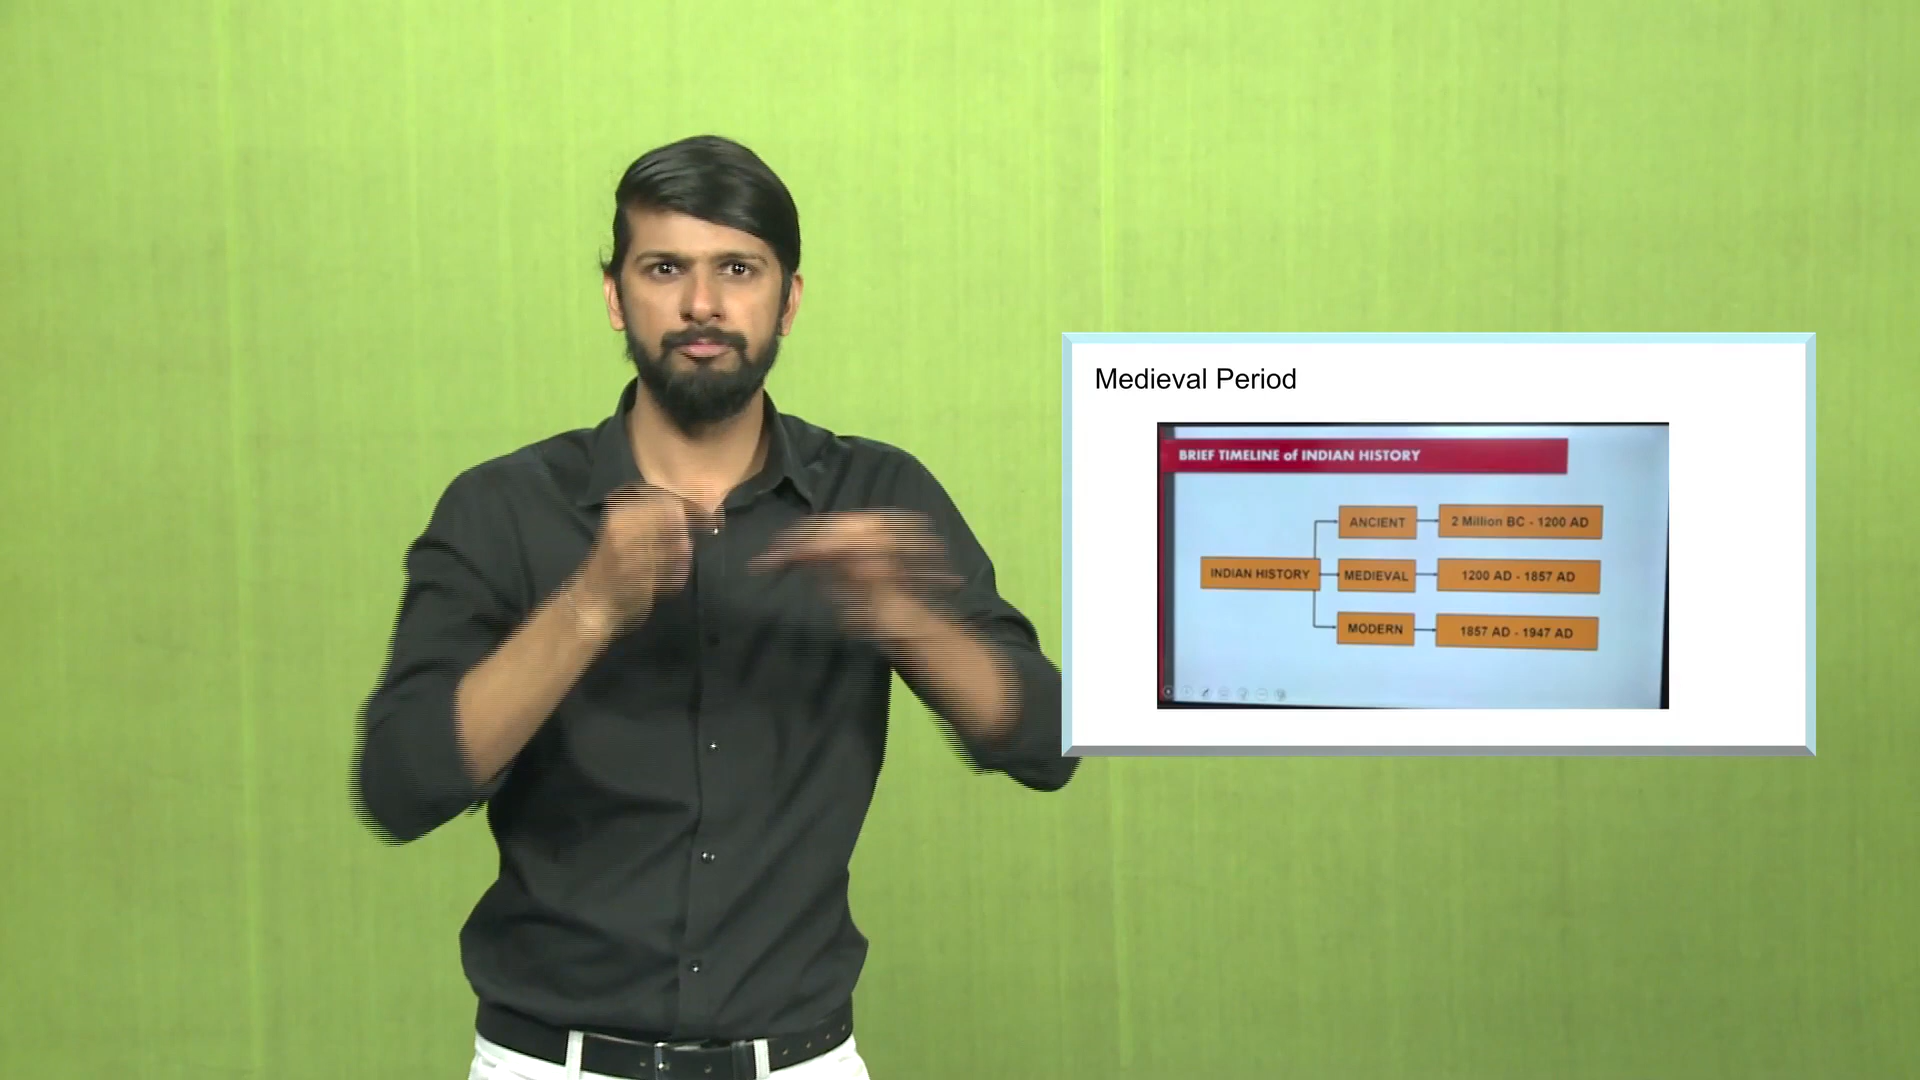 Medieval Period
BRIEF TIMELINE of INDIAN HISTORY
ANCIENT
2 Million BC - 1200 AD
INDIAN HISTORY
MEDIEVAL
1200 AD - 1857 AD
MODERN
1857 AD - 1947 AD